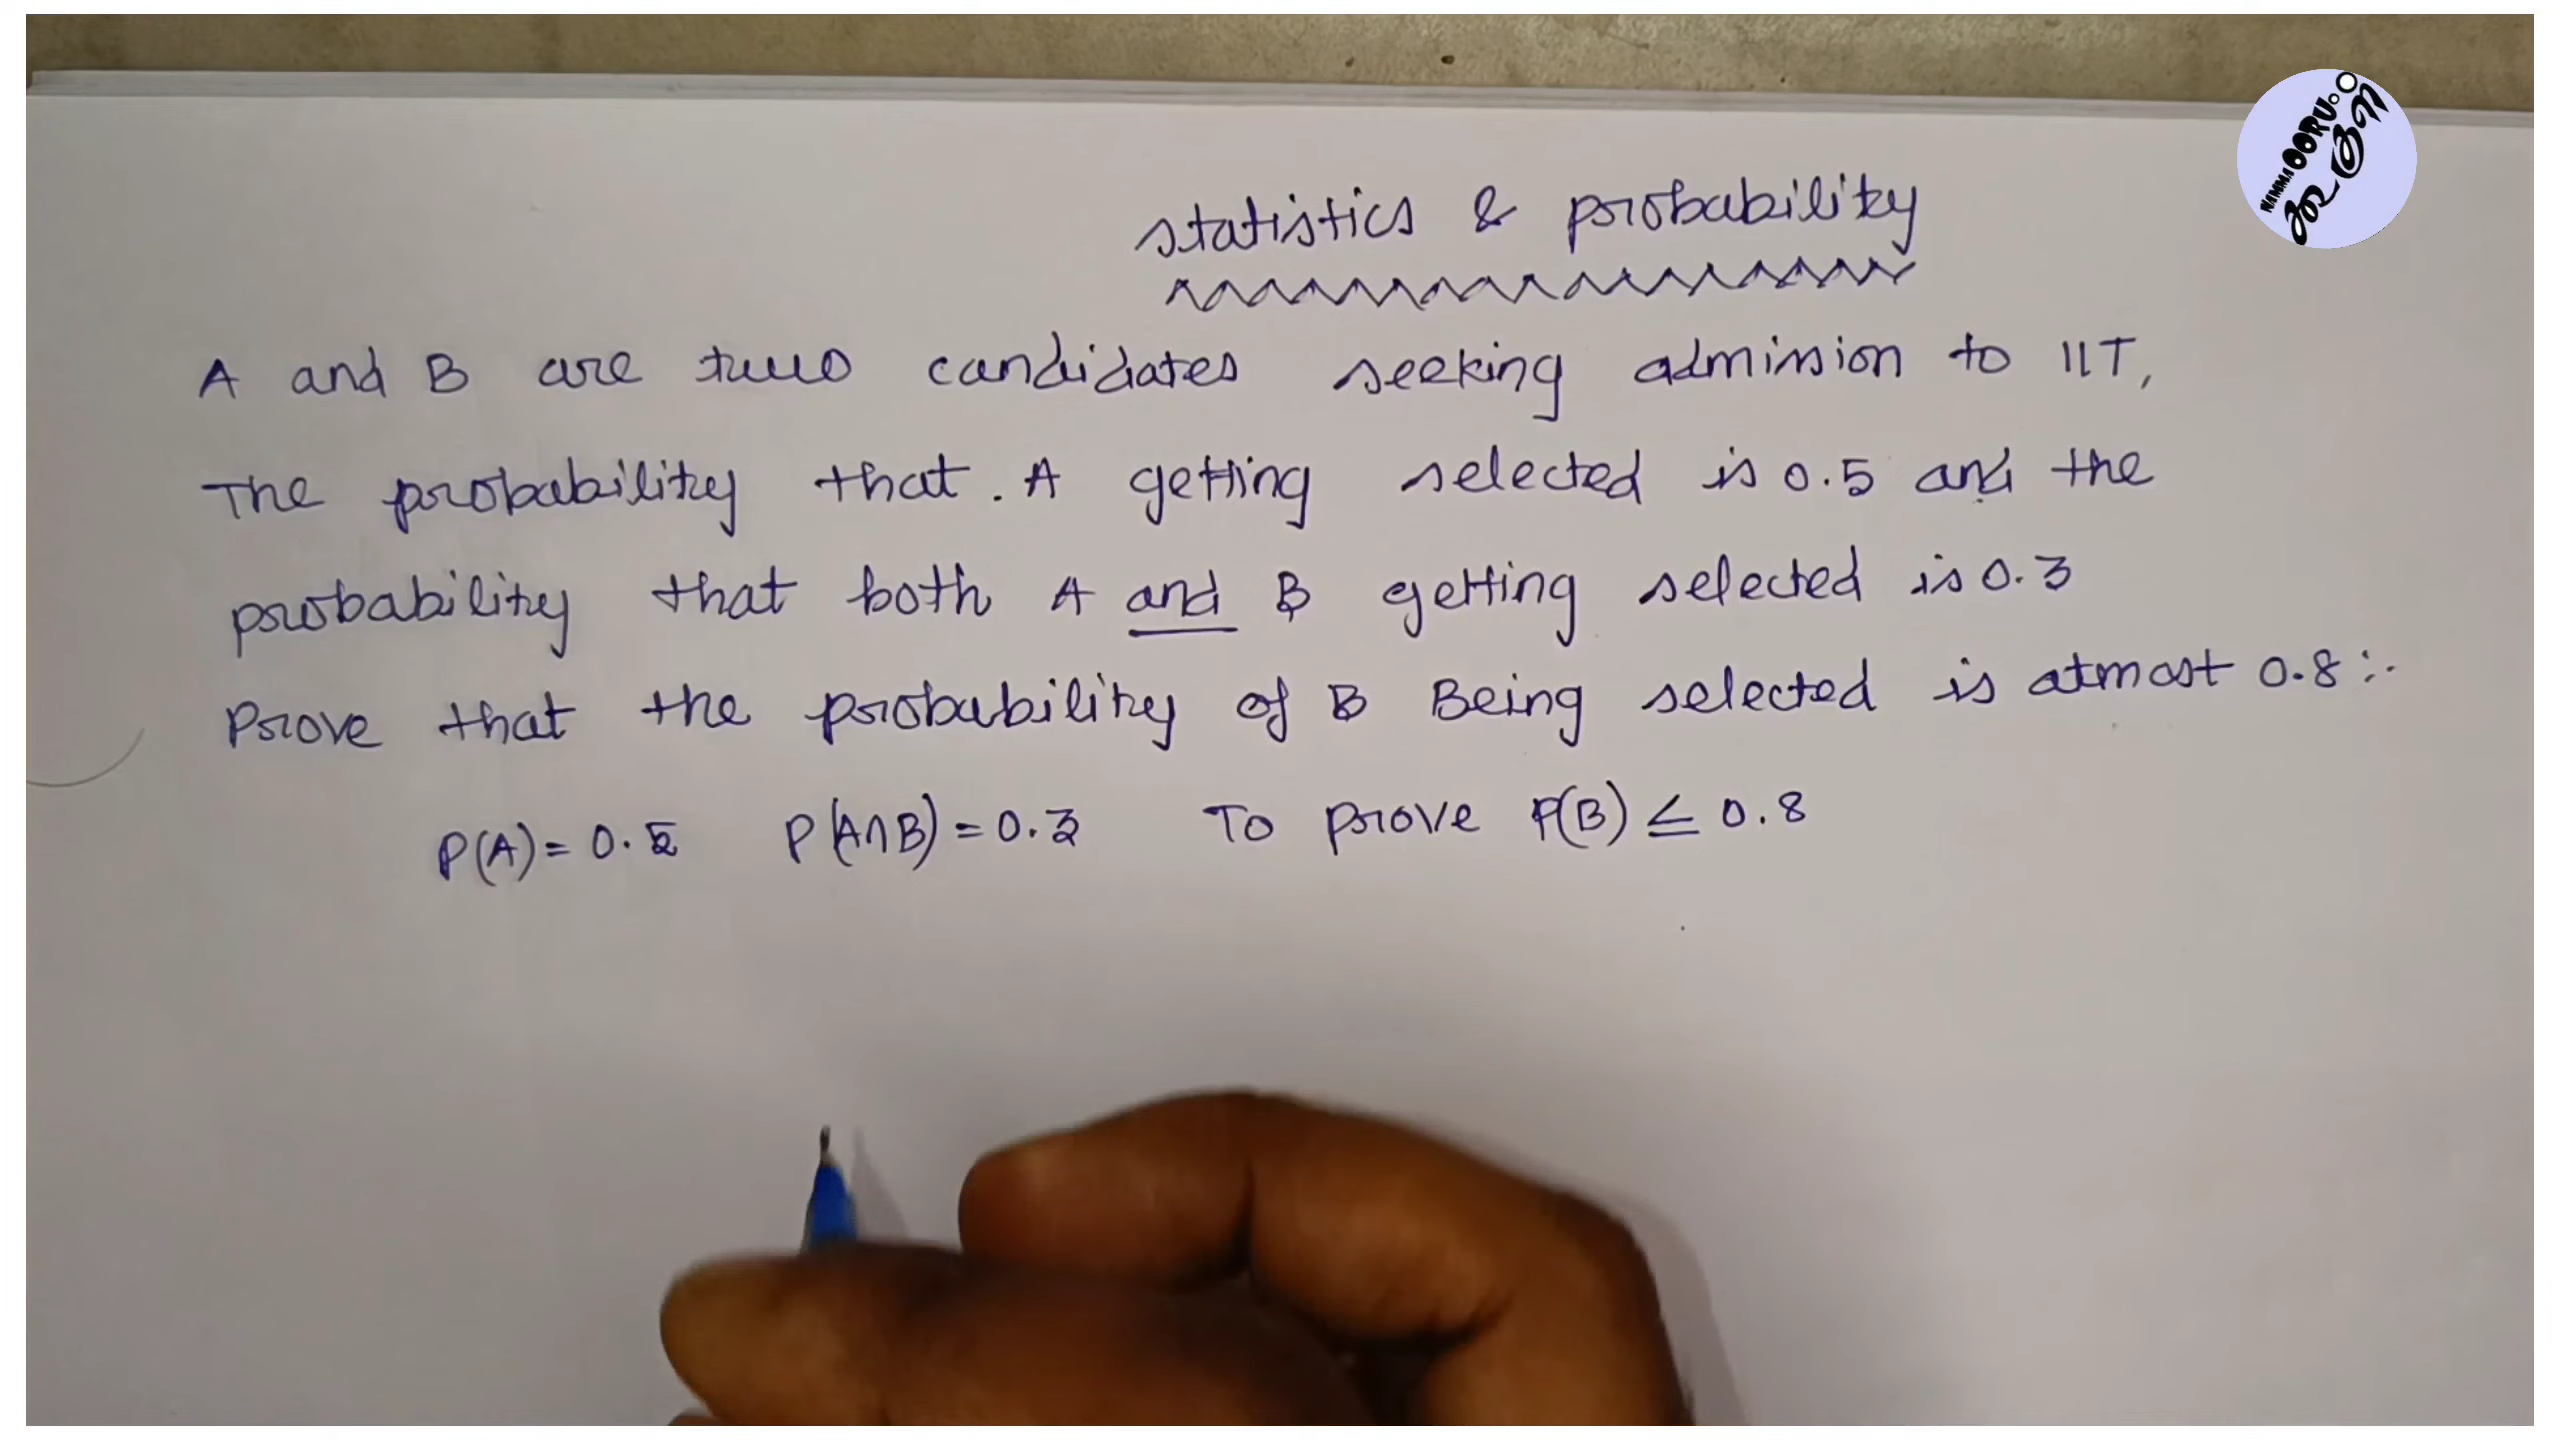 NAMMA OORU
statistics & probability
A and B are two candidates seeking admission to IIT,
The probability that. A getting selected is 0.5 and the
probability that both A and B getting selected is 0.3
Prove that the probability of B Being selected is atmost 0.8 :-
P(A) = 0.5 P(A∩B) = 0.3 To prove P(B) ≤ 0.8